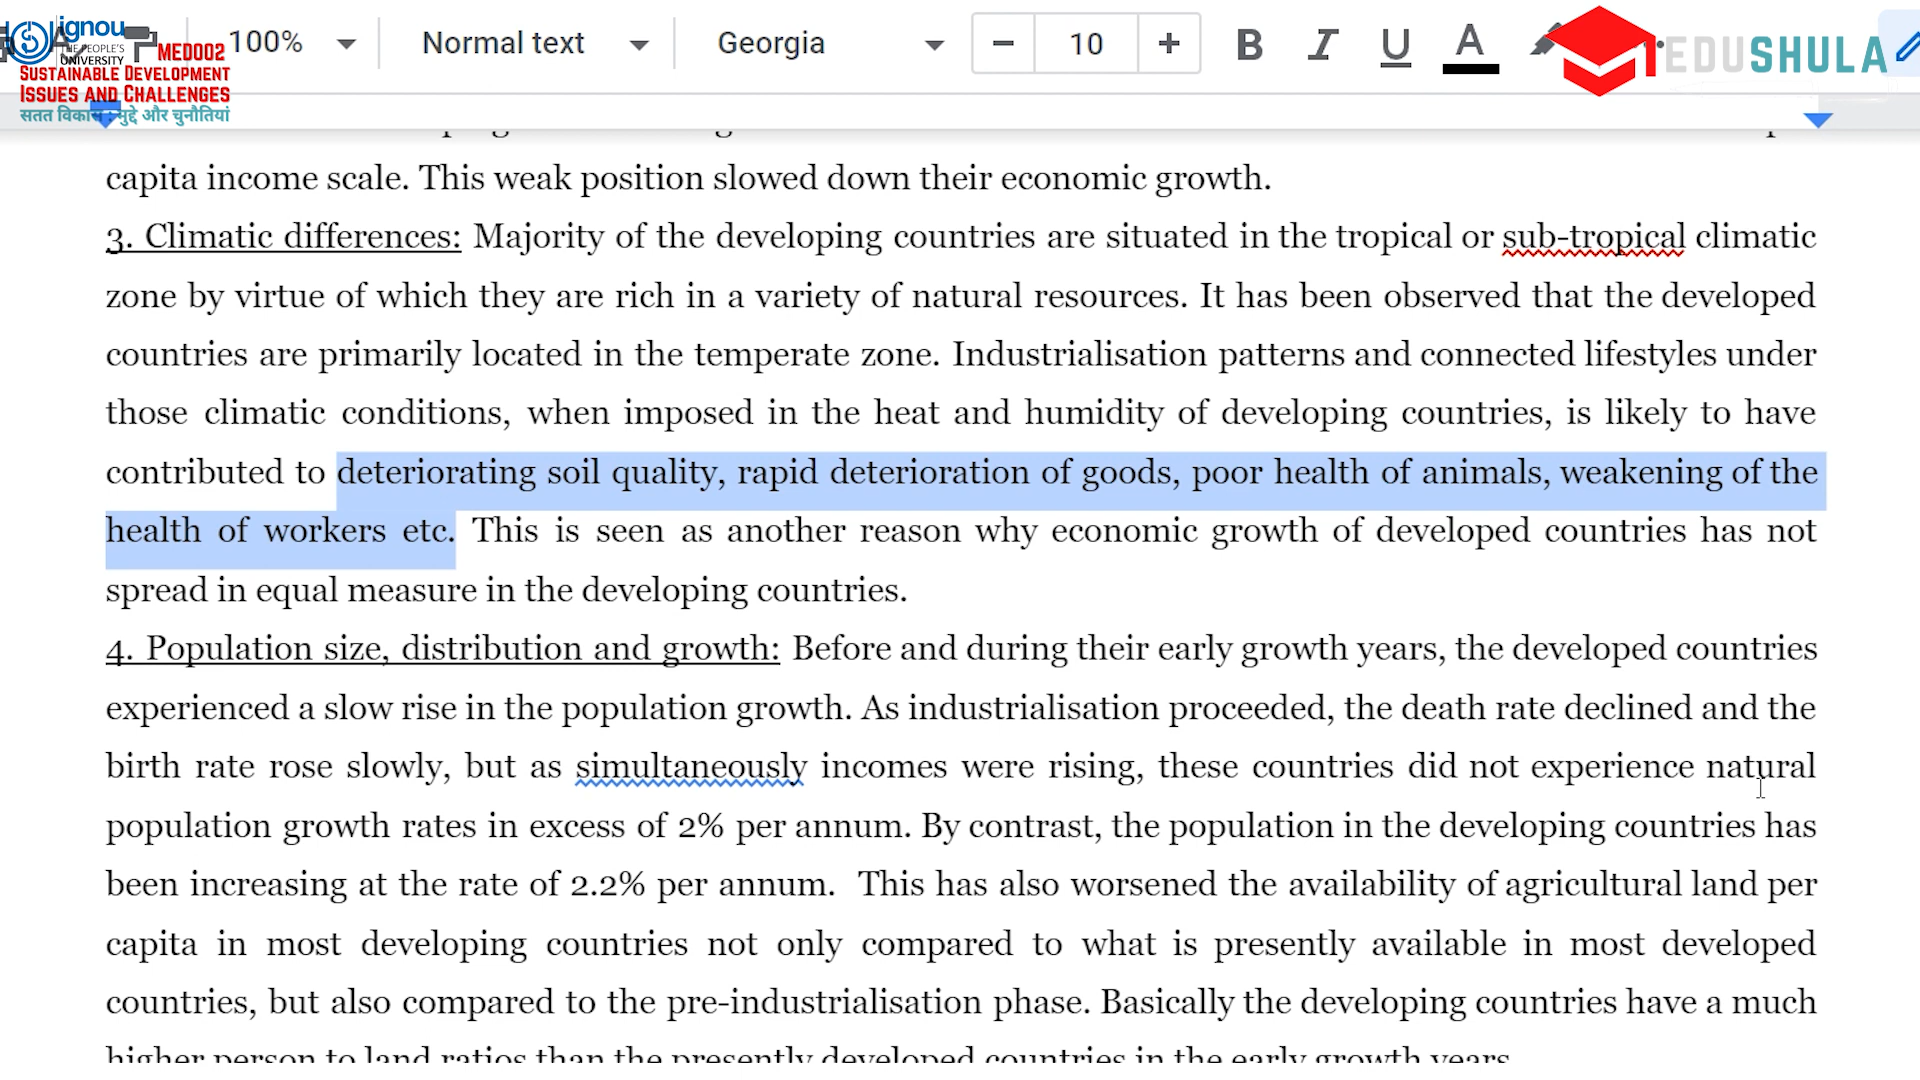 ignou
THE PEOPLE'S
UNIVERSITY
MED002
SUSTAINABLE DEVELOPMENT
ISSUES AND CHALLENGES
सतत विकास : मुद्दे और चुनौतियां
100% Normal text Georgia 10 B I U A
EDUSHULA
capita income scale. This weak position slowed down their economic growth.
3. Climatic differences: Majority of the developing countries are situated in the tropical or sub-tropical climatic
zone by virtue of which they are rich in a variety of natural resources. It has been observed that the developed
countries are primarily located in the temperate zone. Industrialisation patterns and connected lifestyles under
those climatic conditions, when imposed in the heat and humidity of developing countries, is likely to have
contributed to deteriorating soil quality, rapid deterioration of goods, poor health of animals, weakening of the
health of workers etc. This is seen as another reason why economic growth of developed countries has not
spread in equal measure in the developing countries.
4. Population size, distribution and growth: Before and during their early growth years, the developed countries
experienced a slow rise in the population growth. As industrialisation proceeded, the death rate declined and the
birth rate rose slowly, but as simultaneously incomes were rising, these countries did not experience natural
population growth rates in excess of 2% per annum. By contrast, the population in the developing countries has
been increasing at the rate of 2.2% per annum. This has also worsened the availability of agricultural land per
capita in most developing countries not only compared to what is presently available in most developed
countries, but also compared to the pre-industrialisation phase. Basically the developing countries have a much
higher person to land ratios than the presently developed countries in the early growth years.